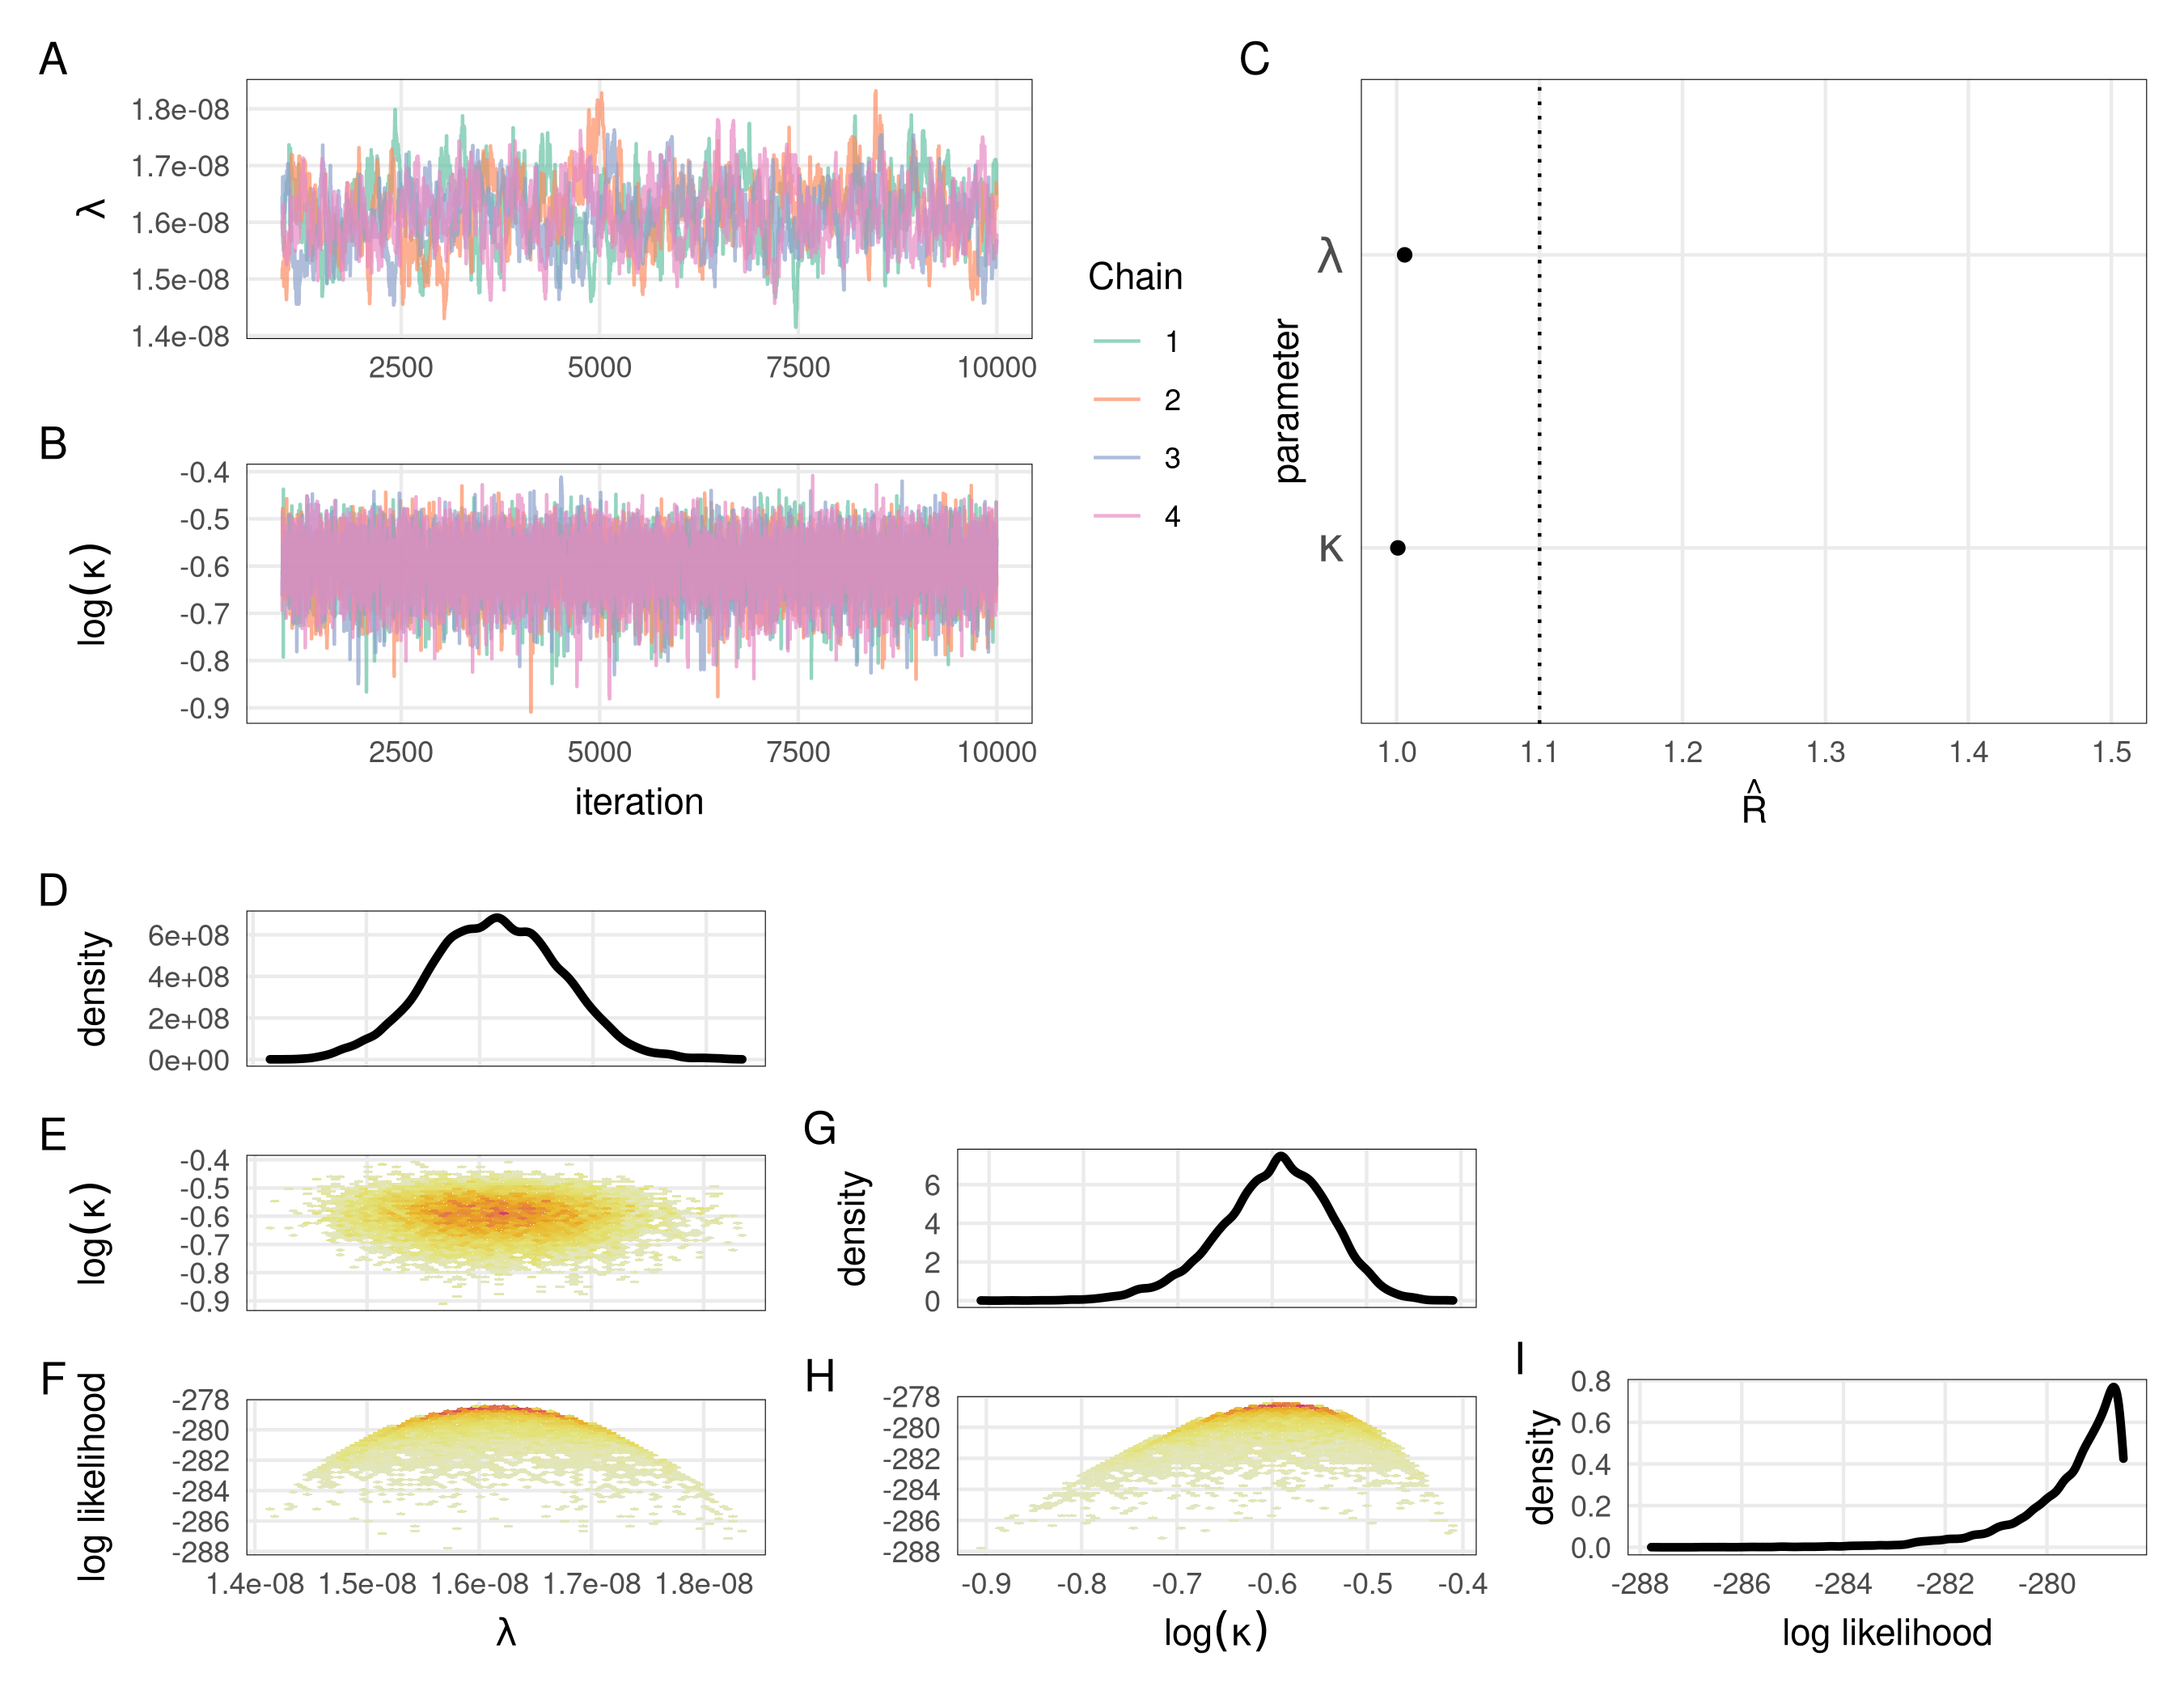 A
1.8e-08
1.7e-08
1.6e-08
1.5e-08
1.4e-08
λ
2500 5000 7500 10000
B
-0.4
-0.5
-0.6
-0.7
-0.8
-0.9
log(κ)
2500 5000 7500 10000
iteration
Chain
1
2
3
4
C
λ
κ
parameter
1.0 1.1 1.2 1.3 1.4 1.5
R̂
D
6e+08
4e+08
2e+08
0e+00
density
E
-0.4
-0.5
-0.6
-0.7
-0.8
-0.9
log(κ)
G
6
4
2
0
density
F
-278
-280
-282
-284
-286
-288
log likelihood
1.4e-08 1.5e-08 1.6e-08 1.7e-08 1.8e-08
λ
H
-278
-280
-282
-284
-286
-288
-0.9 -0.8 -0.7 -0.6 -0.5 -0.4
log(κ)
I
0.8
0.6
0.4
0.2
0.0
density
-288 -286 -284 -282 -280
log likelihood